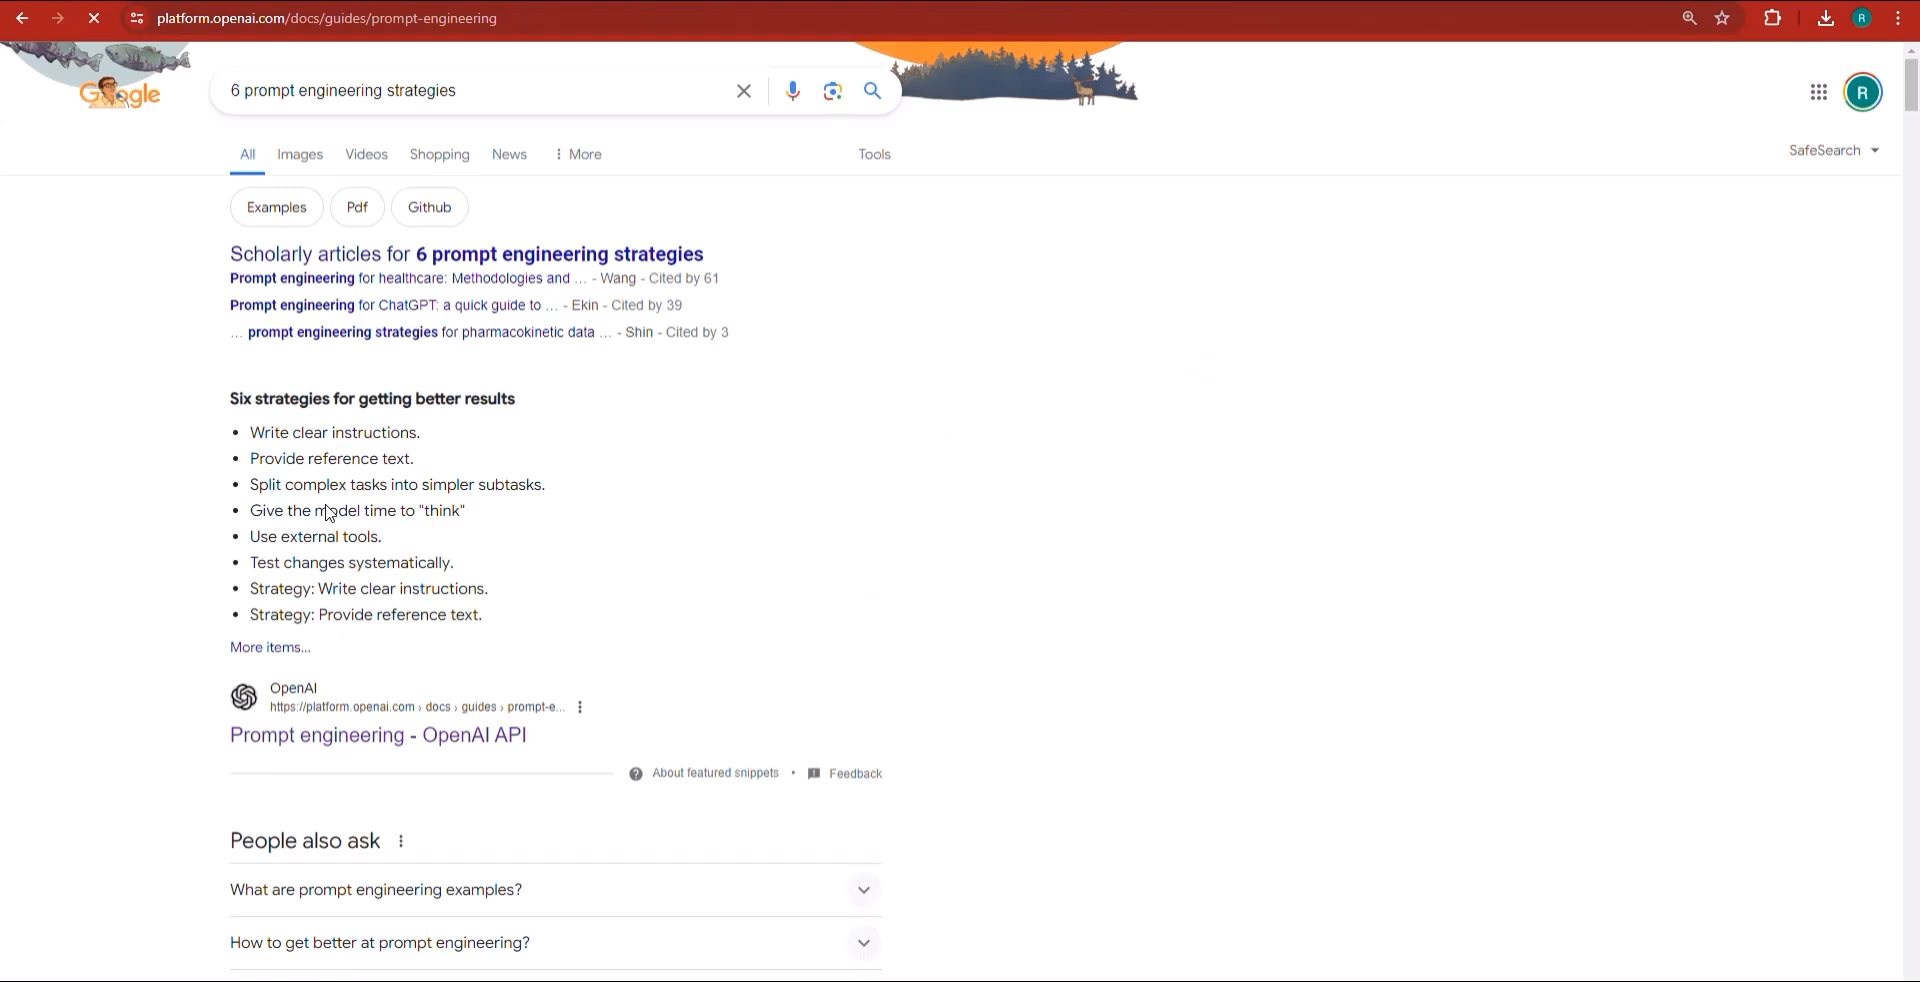 platform.openai.com/docs/guides/prompt-engineering
R
Google
6 prompt engineering strategies
R
All Images Videos Shopping News More Tools
SafeSearch
Examples Pdf Github
Scholarly articles for 6 prompt engineering strategies
Prompt engineering for healthcare: Methodologies and ... - Wang - Cited by 61
Prompt engineering for ChatGPT: a quick guide to ... - Ekin - Cited by 39
... prompt engineering strategies for pharmacokinetic data ... - Shin - Cited by 3
Six strategies for getting better results
• Write clear instructions.
• Provide reference text.
• Split complex tasks into simpler subtasks.
• Give the model time to "think"
• Use external tools.
• Test changes systematically.
• Strategy: Write clear instructions.
• Strategy: Provide reference text.
More items...
OpenAI
https://platform.openai.com › docs › guides › prompt-e...
Prompt engineering - OpenAI API
About featured snippets • Feedback
People also ask
What are prompt engineering examples?
How to get better at prompt engineering?